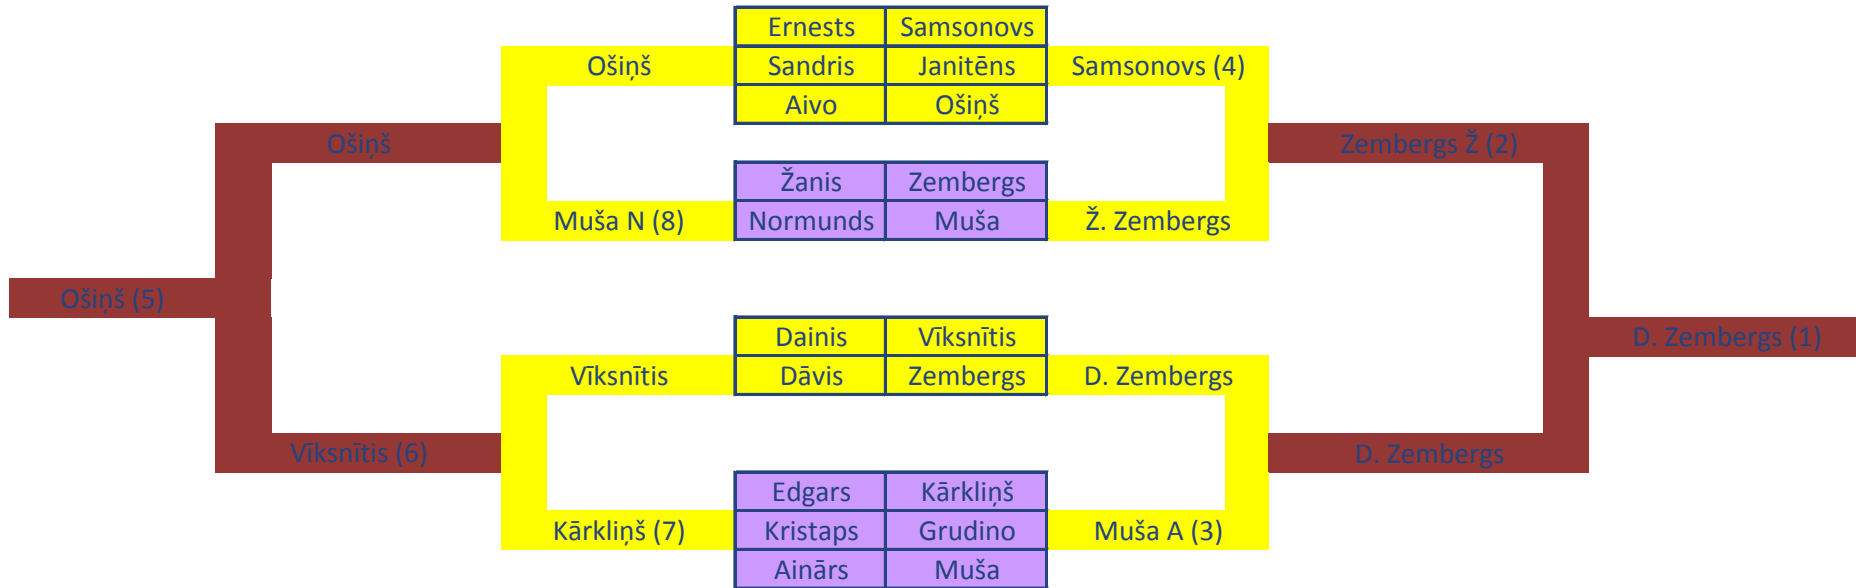 Ernests Samsonovs
Ošiņš Sandris Janitēns Samsonovs (4)
Aivo Ošiņš
Ošiņš Zembergs Ž (2)
Žanis Zembergs
Muša N (8) Normunds Muša Ž. Zembergs
Ošiņš (5)
Dainis Vīksnītis D. Zembergs (1)
Vīksnītis Dāvis Zembergs D. Zembergs
Vīksnītis (6) D. Zembergs
Edgars Kārkliņš
Kārkliņš (7) Kristaps Grudino Muša A (3)
Ainārs Muša